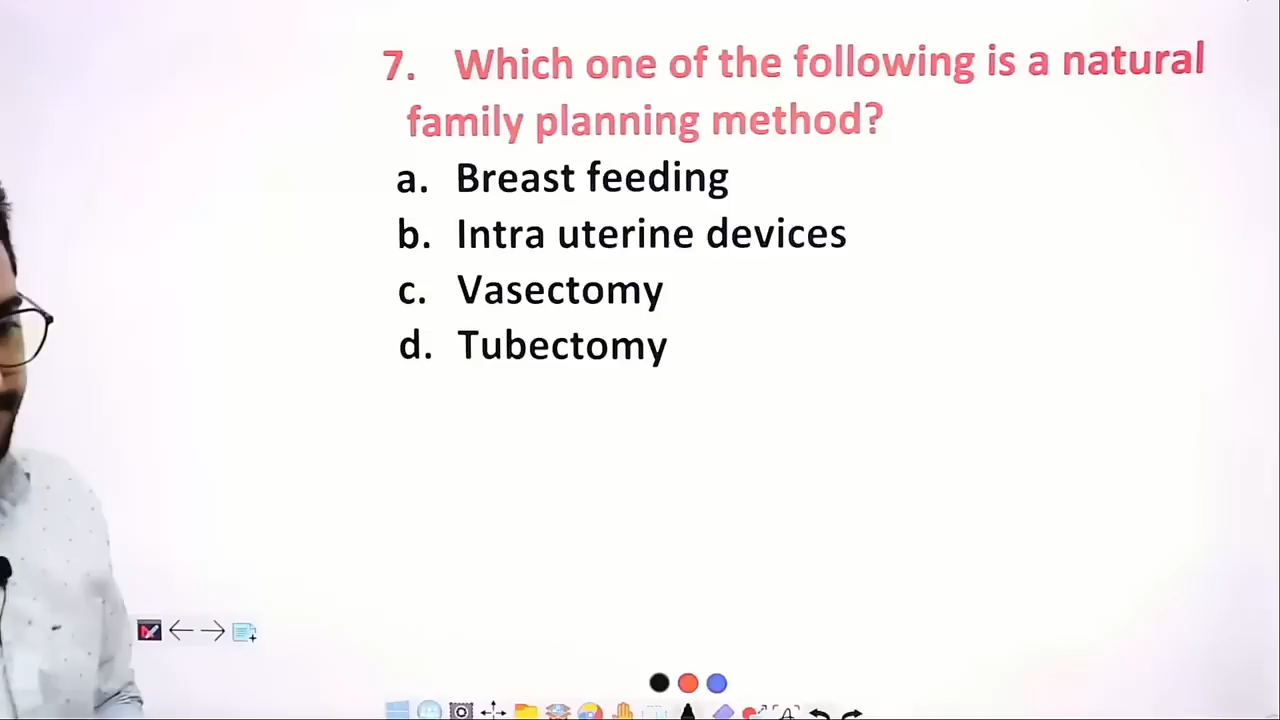 7. Which one of the following is a natural
family planning method?
a. Breast feeding
b. Intra uterine devices
c. Vasectomy
d. Tubectomy